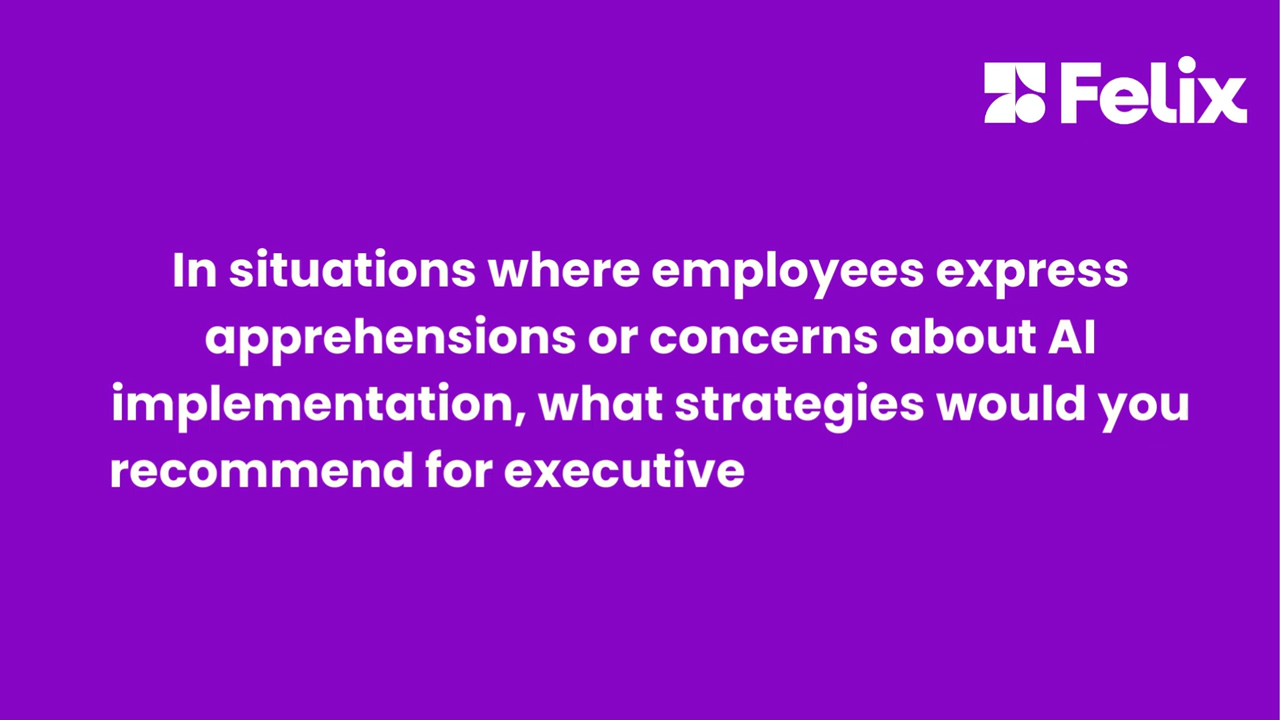 Felix
In situations where employees express
apprehensions or concerns about AI
implementation, what strategies would you
recommend for executive